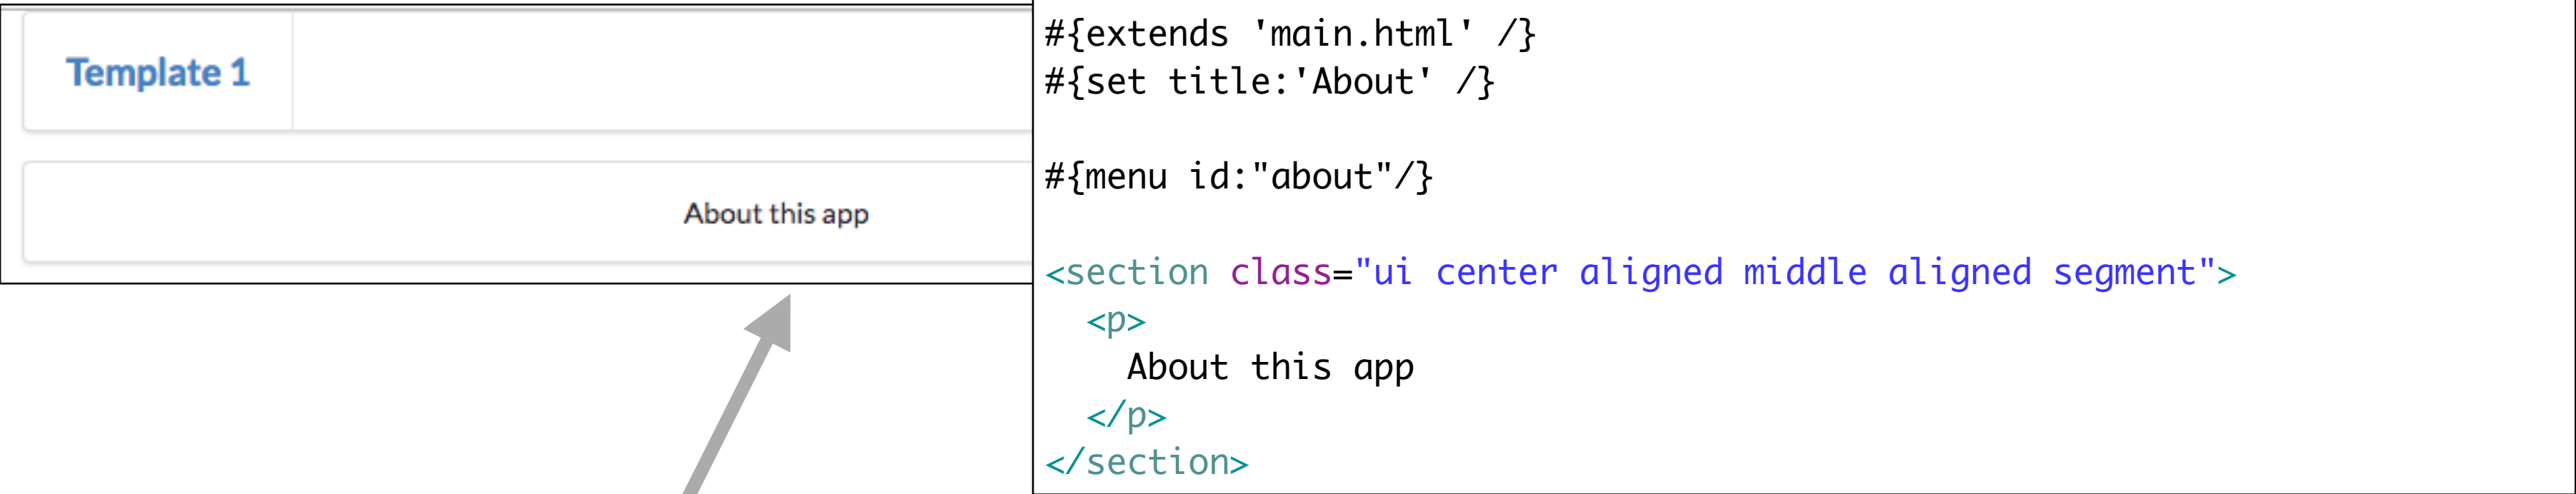 Template 1
About this app
#{extends 'main.html' /}
#{set title:'About' /}
#{menu id:"about"/}
<section class="ui center aligned middle aligned segment">
<p>
About this app
</p>
</section>